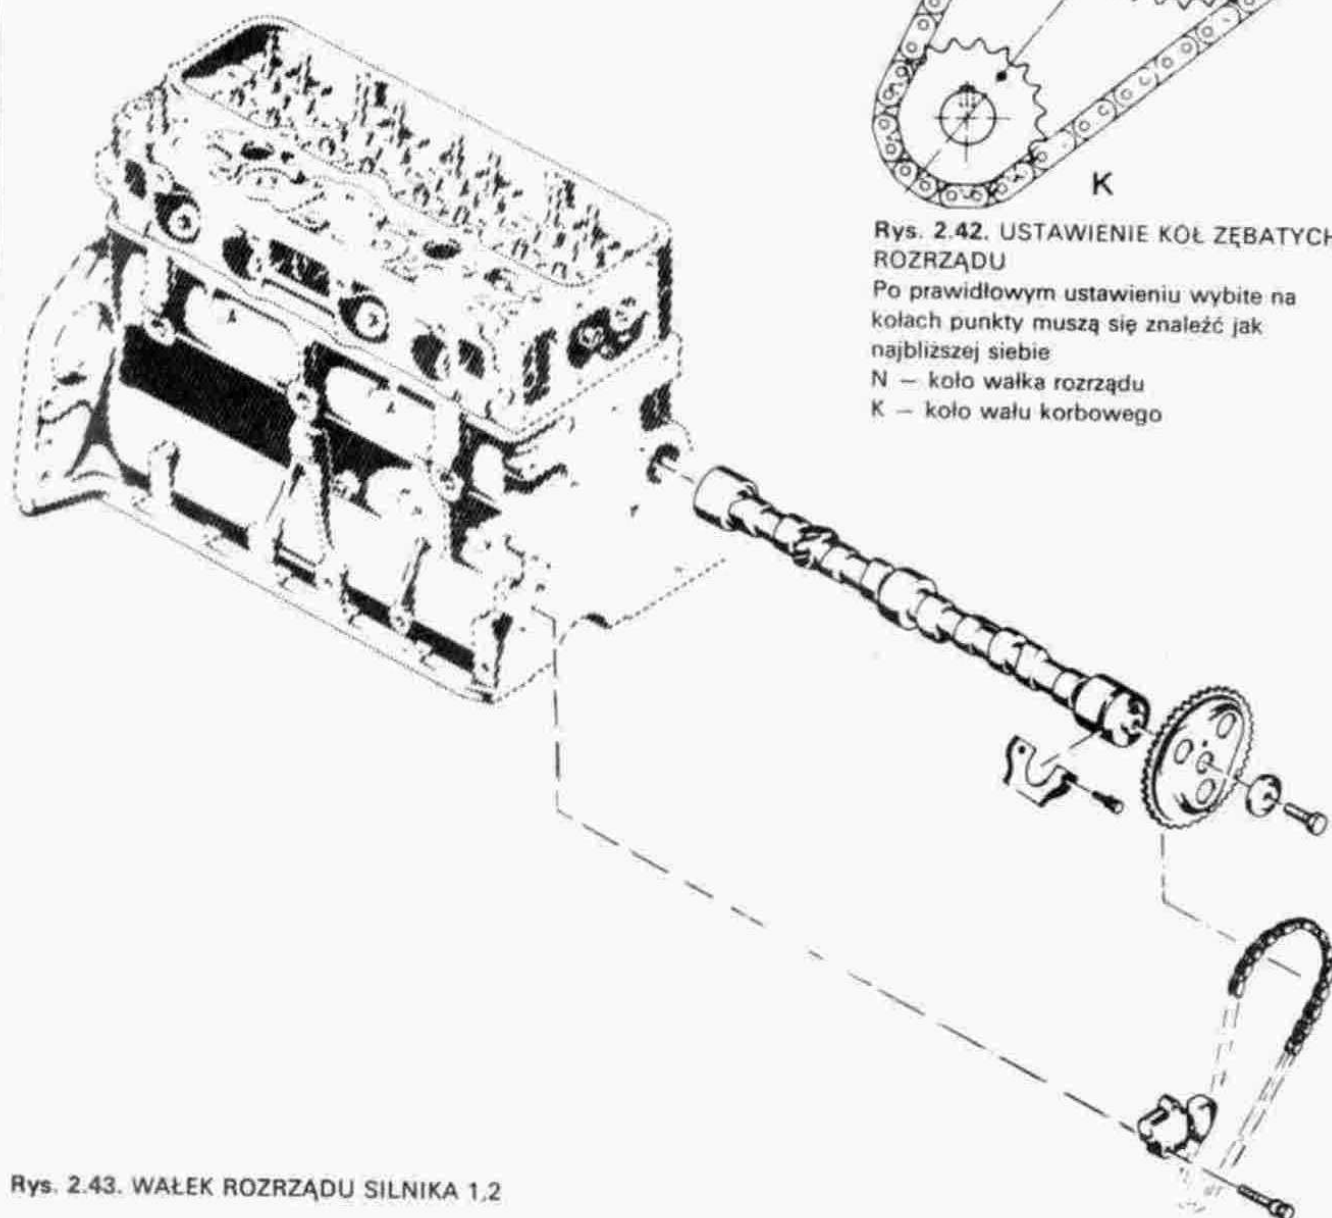 K
Rys. 2.42. USTAWIENIE KÓŁ ZĘBATYCH
ROZRZĄDU
Po prawidłowym ustawieniu wybite na
kołach punkty muszą się znaleźć jak
najbliższej siebie
N – koło wałka rozrządu
K – koło wału korbowego
Rys. 2.43. WAŁEK ROZRZĄDU SILNIKA 1,2